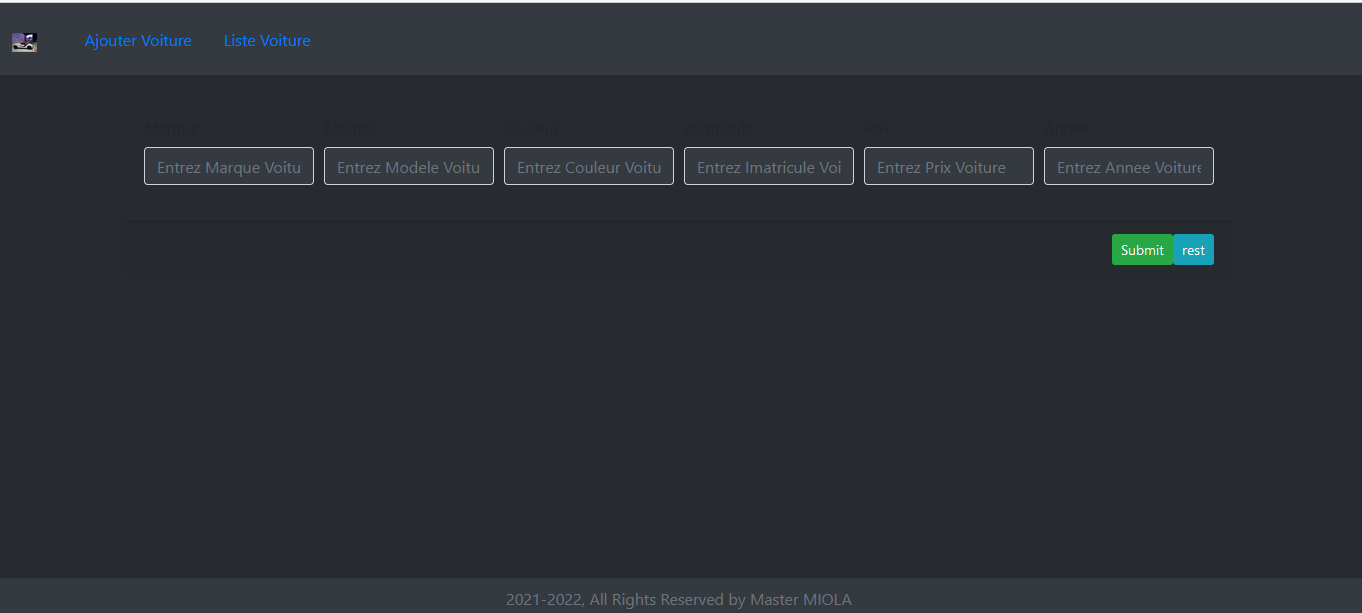 Ajouter Voiture Liste Voiture
Marque Modele Couleur Imatricule Prix Annee
Entrez Marque Voitu Entrez Modele Voitu Entrez Couleur Voitu Entrez Imatricule Voi Entrez Prix Voiture Entrez Annee Voiture
Submit rest
2021-2022, All Rights Reserved by Master MIOLA